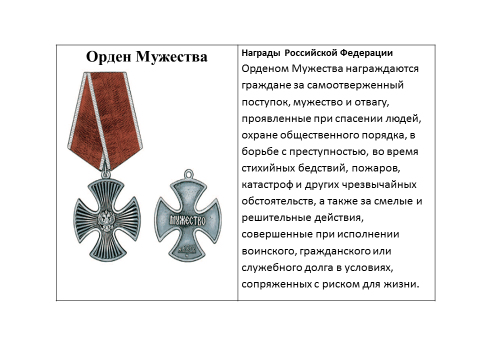 Орден Мужества
МУЖЕСТВО
Награды Российской Федерации
Орденом Мужества награждаются
граждане за самоотверженный
поступок, мужество и отвагу,
проявленные при спасении людей,
охране общественного порядка, в
борьбе с преступностью, во время
стихийных бедствий, пожаров,
катастроф и других чрезвычайных
обстоятельств, а также за смелые и
решительные действия,
совершенные при исполнении
воинского, гражданского или
служебного долга в условиях,
сопряженных с риском для жизни.